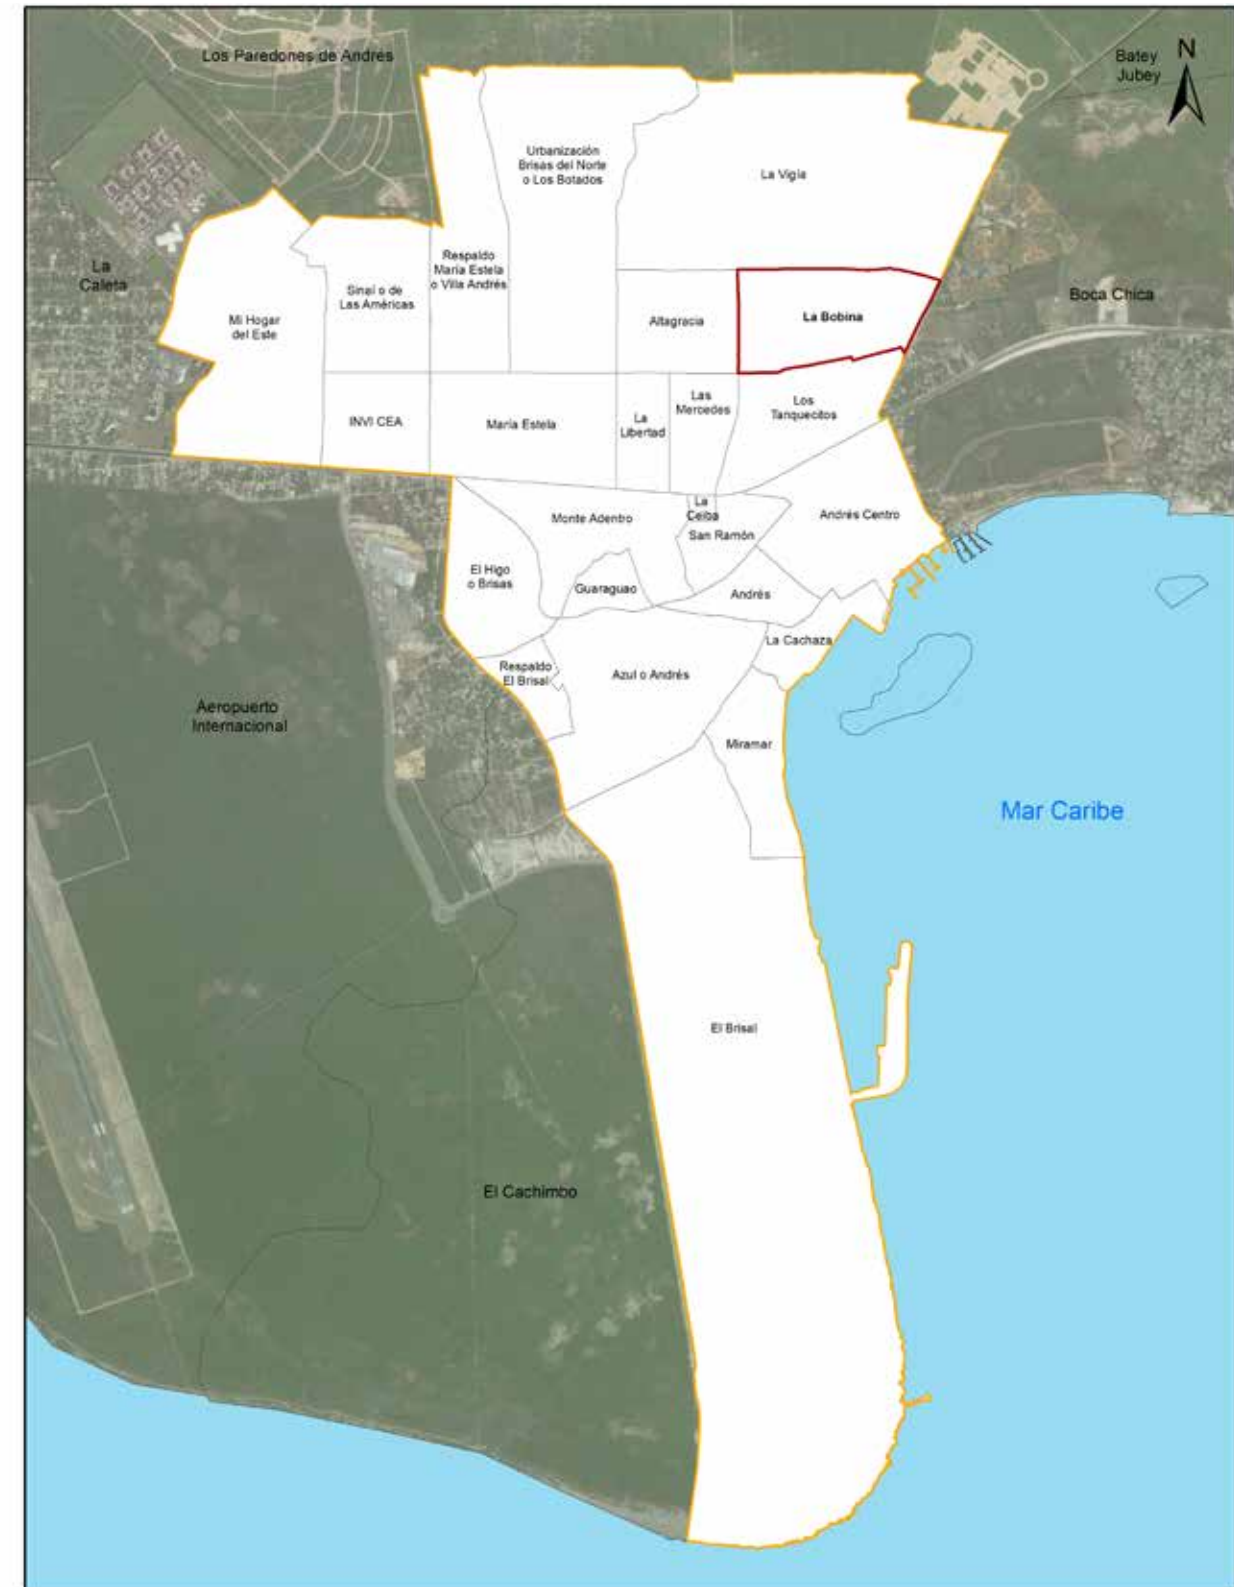 Los Paredones de Andrés
Batey
Jubey
N
Urbanización
Brisas del Norte
o Los Botados
La Vigía
La
Caleta
Respaldo
María Estela
o Villa Andrés
Sinaí o de
Las Américas
Mi Hogar
del Este
Altagracia
La Bobina
Boca Chica
INVI CEA
María Estela
La
Libertad
Las
Mercedes
Los
Tanquecitos
Monte Adentro
La
Ceiba
San Ramón
Andrés Centro
El Higo
o Brisas
Guaraguao
Andrés
La Cachaza
Respaldo
El Brisal
Azul o Andrés
Aeropuerto
Internacional
Miramar
Mar Caribe
El Brisal
El Cachimbo